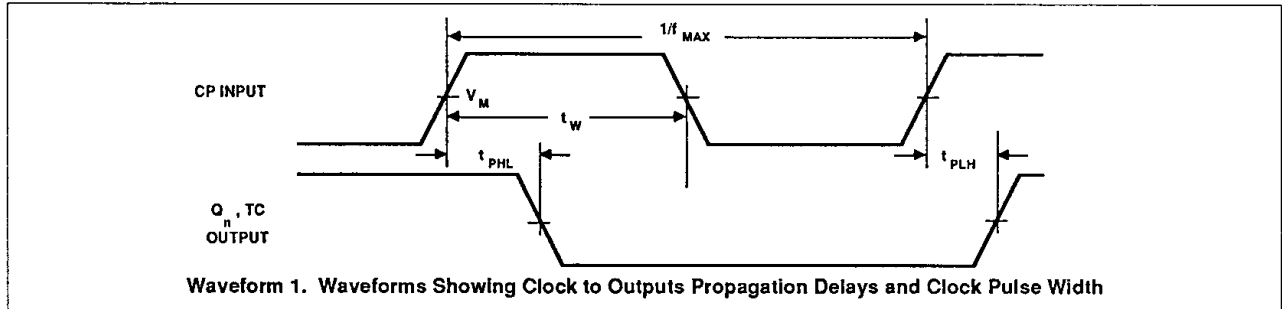 1/f MAX
CP INPUT
V M
t W
t PHL
t PLH
Q n , TC
OUTPUT
Waveform 1. Waveforms Showing Clock to Outputs Propagation Delays and Clock Pulse Width